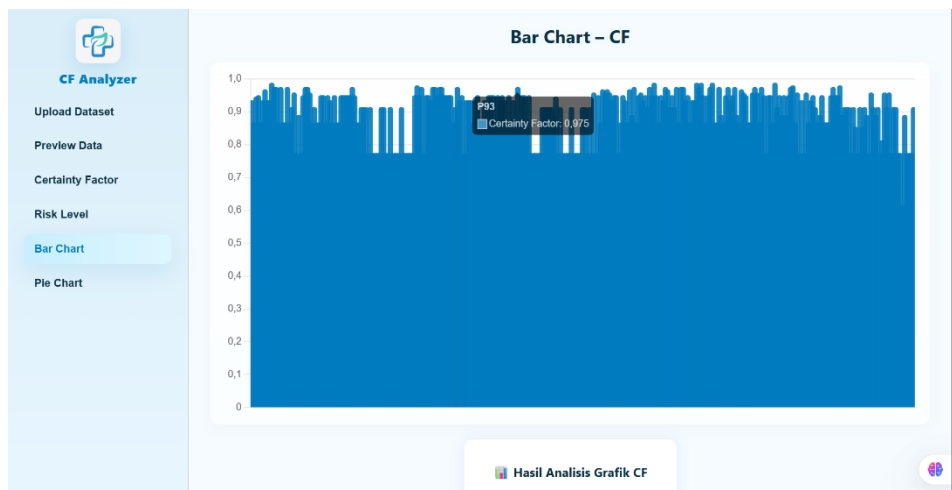 CF Analyzer
Upload Dataset
Preview Data
Certainty Factor
Risk Level
Bar Chart
Pie Chart
Bar Chart – CF
1,0
0,9
0,8
0,7
0,6
0,5
0,4
0,3
0,2
0,1
0
P93
Certainty Factor: 0,975
Hasil Analisis Grafik CF